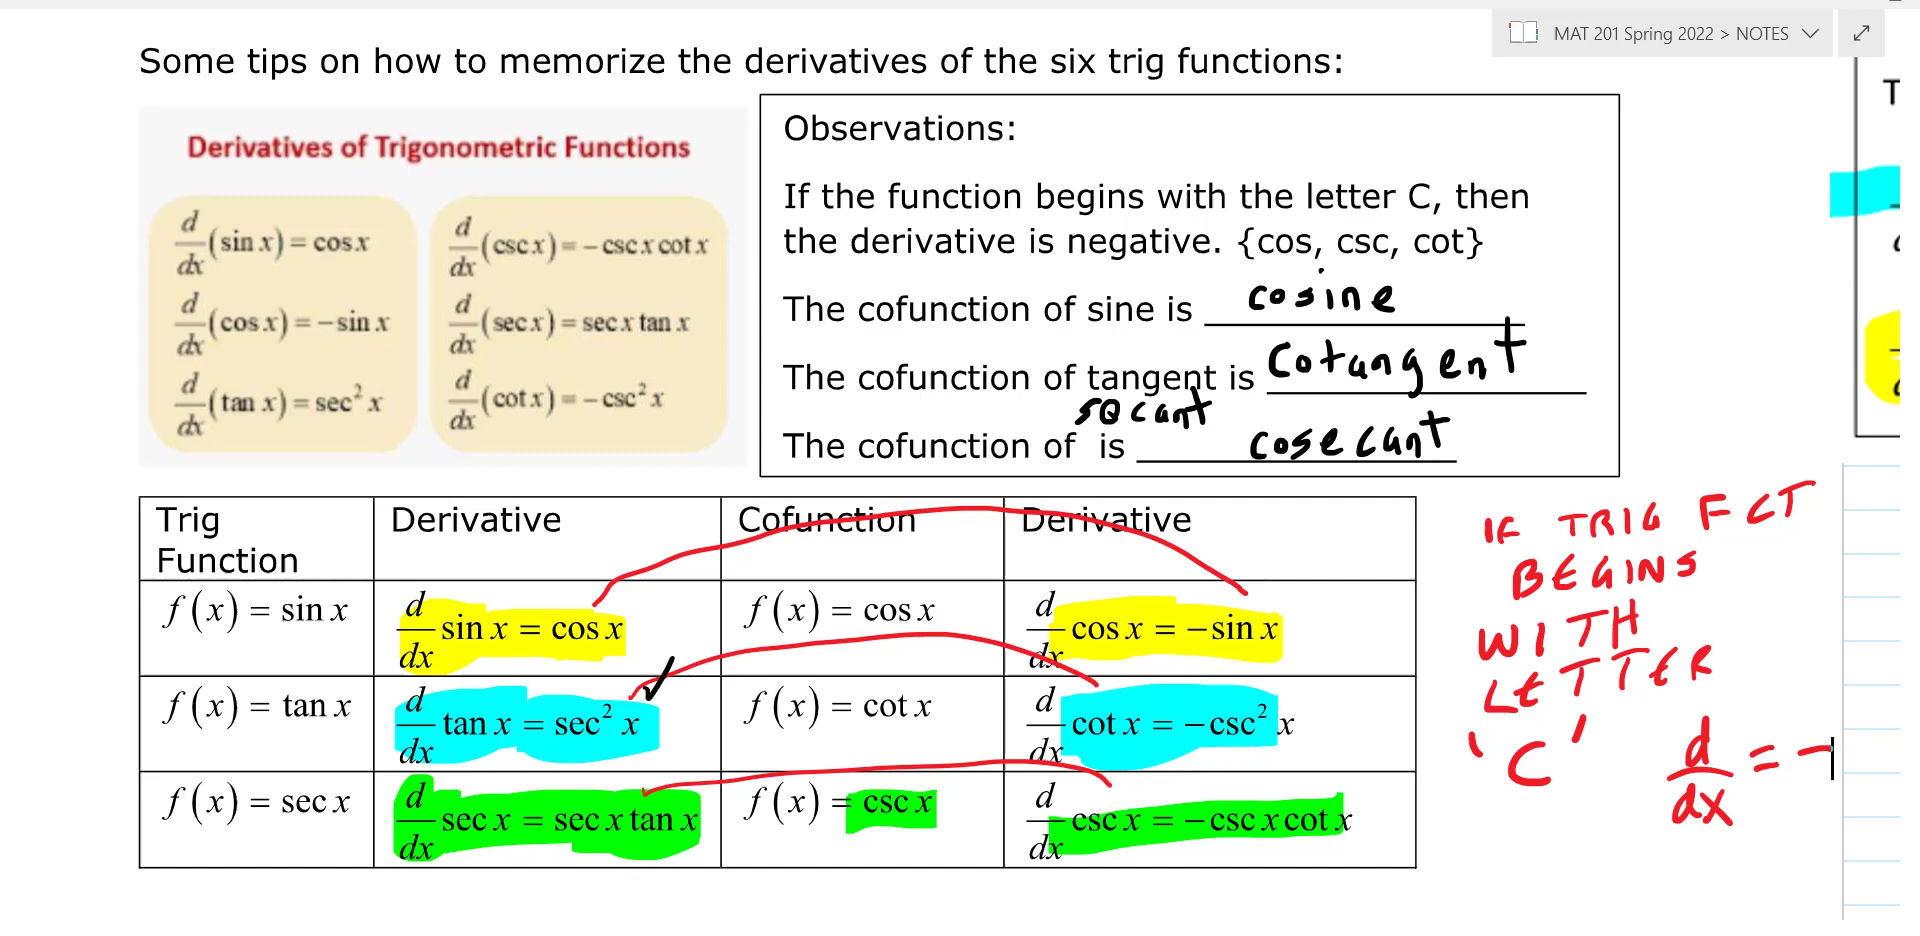 MAT 201 Spring 2022 > NOTES
Some tips on how to memorize the derivatives of the six trig functions:
Derivatives of Trigonometric Functions
d/dx (sin x) = cos x
d/dx (cos x) = − sin x
d/dx (tan x) = sec² x
d/dx (csc x) = − csc x cot x
d/dx (sec x) = sec x tan x
d/dx (cot x) = − csc² x
Observations:
If the function begins with the letter C, then
the derivative is negative. {cos, csc, cot}
The cofunction of sine is cosine
The cofunction of tangent is cotangent
secant
The cofunction of is cosecant
Trig Function Derivative Cofunction Derivative
f(x) = sin x d/dx sin x = cos x f(x) = cos x d/dx cos x = − sin x
f(x) = tan x d/dx tan x = sec² x f(x) = cot x d/dx cot x = − csc² x
f(x) = sec x d/dx sec x = sec x tan x f(x) = csc x d/dx csc x = − csc x cot x
IF TRIG FCT
BEGINS
WITH
LETTER
'C' d/dx = −
T